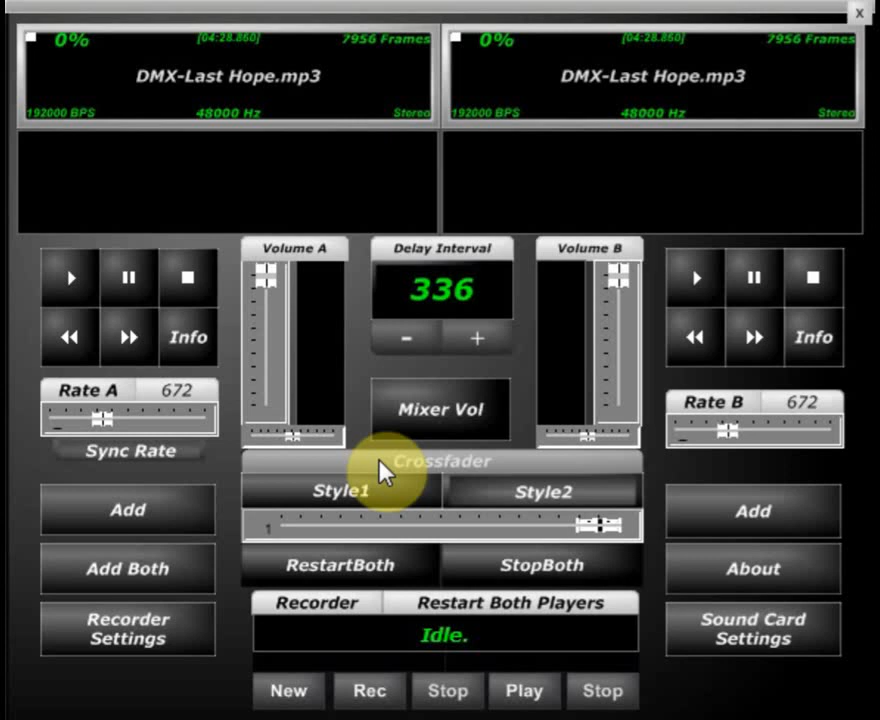 X
0% [04:28.860] 7956 Frames
DMX-Last Hope.mp3
192000 BPS 48000 Hz Stereo
0% [04:28.860] 7956 Frames
DMX-Last Hope.mp3
192000 BPS 48000 Hz Stereo
Volume A
Delay Interval
Volume B
336
- +
Info
Info
Mixer Vol
Rate A 672
Rate B 672
Sync Rate
Crossfader
Style1 Style2
1
Add
Add
RestartBoth StopBoth
Add Both
About
Recorder Restart Both Players
Idle.
Recorder
Settings
Sound Card
Settings
New Rec Stop Play Stop